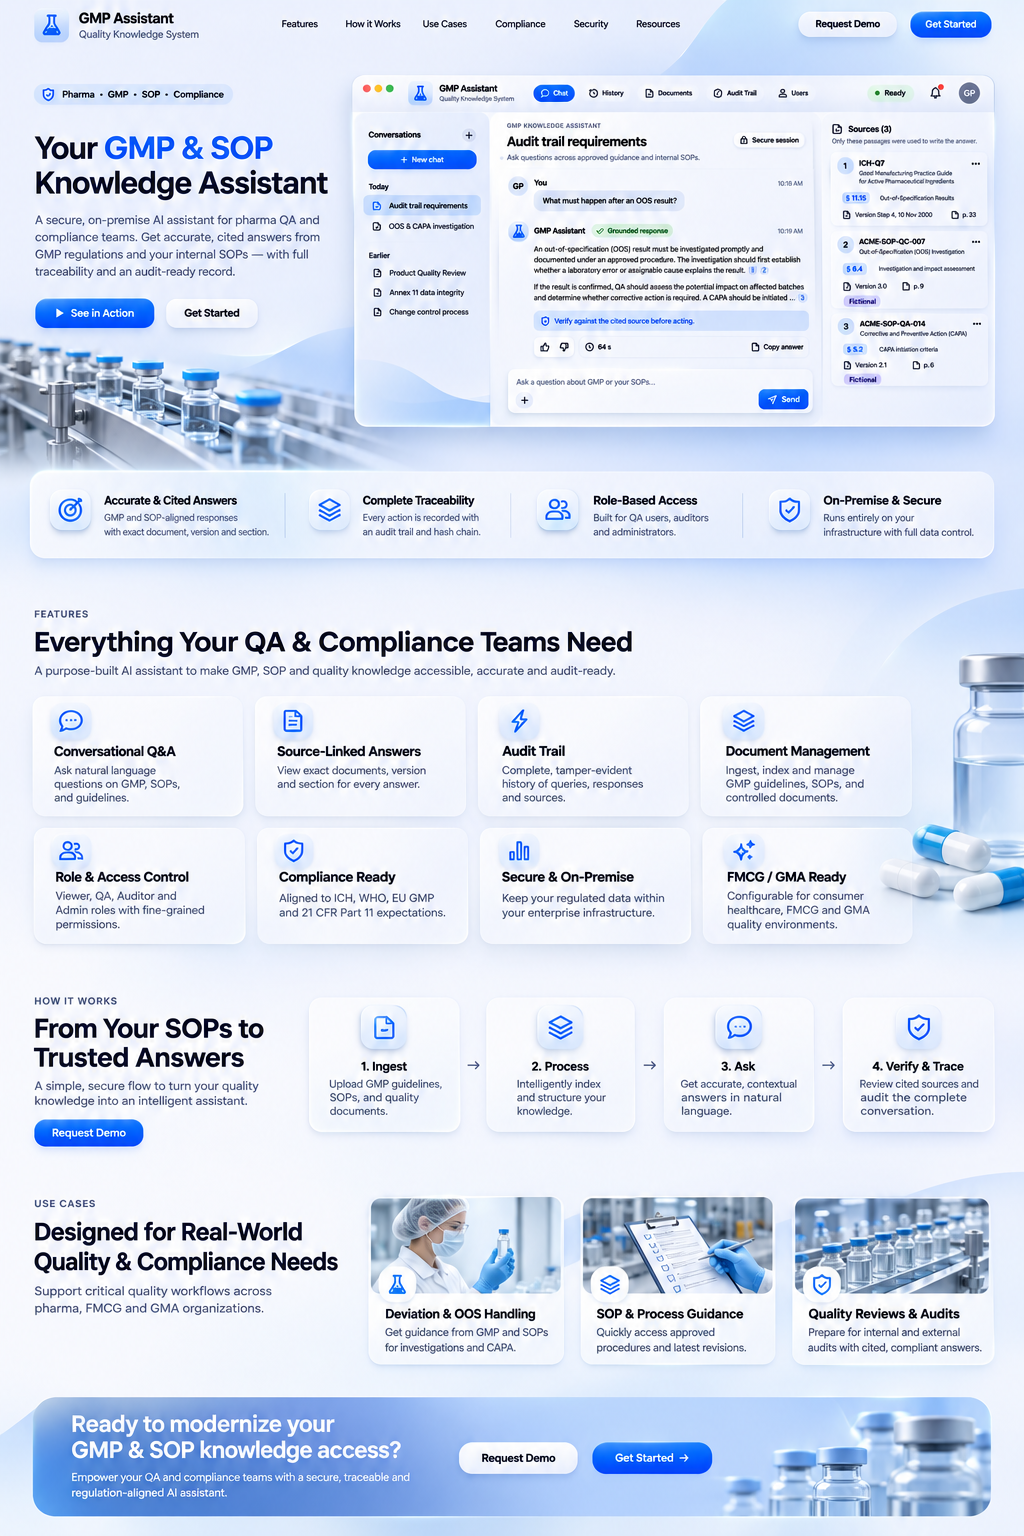 GMP Assistant
Quality Knowledge System
Features
How it Works
Use Cases
Compliance
Security
Resources
Request Demo
Get Started
Pharma • GMP • SOP • Compliance
Your GMP & SOP
Knowledge Assistant
A secure, on-premise AI assistant for pharma QA and
compliance teams. Get accurate, cited answers from
GMP regulations and your internal SOPs — with full
traceability and an audit-ready record.
See in Action
Get Started
GMP Assistant
Quality Knowledge System
Chat
History
Documents
Audit Trail
Users
Ready
GP
Conversations
+
+ New chat
Today
Audit trail requirements
OOS & CAPA investigation
Earlier
Product Quality Review
Annex 11 data integrity
Change control process
GMP KNOWLEDGE ASSISTANT
Audit trail requirements
Ask questions across approved guidance and internal SOPs.
Secure session
GP
You
10:18 AM
What must happen after an OOS result?
GMP Assistant
Grounded response
10:19 AM
An out-of-specification (OOS) result must be investigated promptly and
documented under an approved procedure. The investigation should first establish
whether a laboratory error or assignable cause explains the result. 1 2
If the result is confirmed, QA should assess the potential impact on affected batches
and determine whether corrective action is required. A CAPA should be initiated ... 3
Verify against the cited source before acting.
64 s
Copy answer
Ask a question about GMP or your SOPs...
+
Send
Sources (3)
Only these passages were used to write the answer.
1
ICH-Q7
Good Manufacturing Practice Guide
for Active Pharmaceutical Ingredients
§ 11.15
Out-of-Specification Results
Version Step 4, 10 Nov 2000
p. 33
2
ACME-SOP-QC-007
Out-of-Specification (OOS) Investigation
§ 6.4
Investigation and impact assessment
Version 3.0
p. 9
Fictional
3
ACME-SOP-QA-014
Corrective and Preventive Action (CAPA)
§ 5.2
CAPA initiation criteria
Version 2.1
p. 6
Fictional
Accurate & Cited Answers
GMP and SOP-aligned responses
with exact document, version and section.
Complete Traceability
Every action is recorded with
an audit trail and hash chain.
Role-Based Access
Built for QA users, auditors
and administrators.
On-Premise & Secure
Runs entirely on your
infrastructure with full data control.
FEATURES
Everything Your QA & Compliance Teams Need
A purpose-built AI assistant to make GMP, SOP and quality knowledge accessible, accurate and audit-ready.
Conversational Q&A
Ask natural language
questions on GMP, SOPs,
and guidelines.
Source-Linked Answers
View exact documents, version
and section for every answer.
Audit Trail
Complete, tamper-evident
history of queries, responses
and sources.
Document Management
Ingest, index and manage
GMP guidelines, SOPs, and
controlled documents.
Role & Access Control
Viewer, QA, Auditor and
Admin roles with fine-grained
permissions.
Compliance Ready
Aligned to ICH, WHO, EU GMP
and 21 CFR Part 11 expectations.
Secure & On-Premise
Keep your regulated data within
your enterprise infrastructure.
FMCG / GMA Ready
Configurable for consumer
healthcare, FMCG and GMA
quality environments.
HOW IT WORKS
From Your SOPs to
Trusted Answers
A simple, secure flow to turn your quality
knowledge into an intelligent assistant.
Request Demo
1. Ingest
Upload GMP guidelines,
SOPs, and quality
documents.
→
2. Process
Intelligently index
and structure your
knowledge.
→
3. Ask
Get accurate, contextual
answers in natural
language.
→
4. Verify & Trace
Review cited sources and
audit the complete
conversation.
USE CASES
Designed for Real-World
Quality & Compliance Needs
Support critical quality workflows across
pharma, FMCG and GMA organizations.
Deviation & OOS Handling
Get guidance from GMP and SOPs
for investigations and CAPA.
SOP & Process Guidance
Quickly access approved
procedures and latest revisions.
Quality Reviews & Audits
Prepare for internal and external
audits with cited, compliant answers.
Ready to modernize your
GMP & SOP knowledge access?
Empower your QA and compliance teams with a secure, traceable and
regulation-aligned AI assistant.
Request Demo
Get Started →